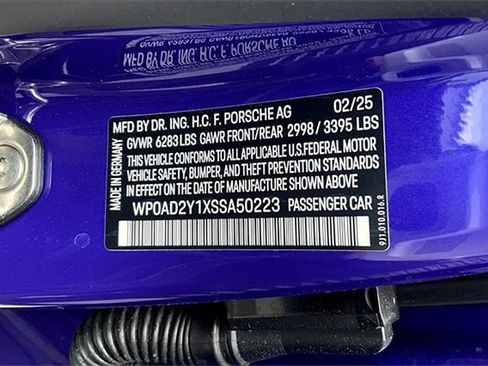 MFD BY DR. ING. H.C. F. PORSCHE AG 02/25
GVWR 6283 LBS GAWR FRONT/REAR 2998 / 3395 LBS
THIS VEHICLE CONFORMS TO ALL APPLICABLE U.S.FEDERAL MOTOR
VEHICLE SAFETY, BUMPER, AND THEFT PREVENTION STANDARDS
IN EFFECT ON THE DATE OF MANUFACTURE SHOWN ABOVE
WP0AD2Y1XSSA50223 PASSENGER CAR
MADE IN GERMANY
911.010.016.R